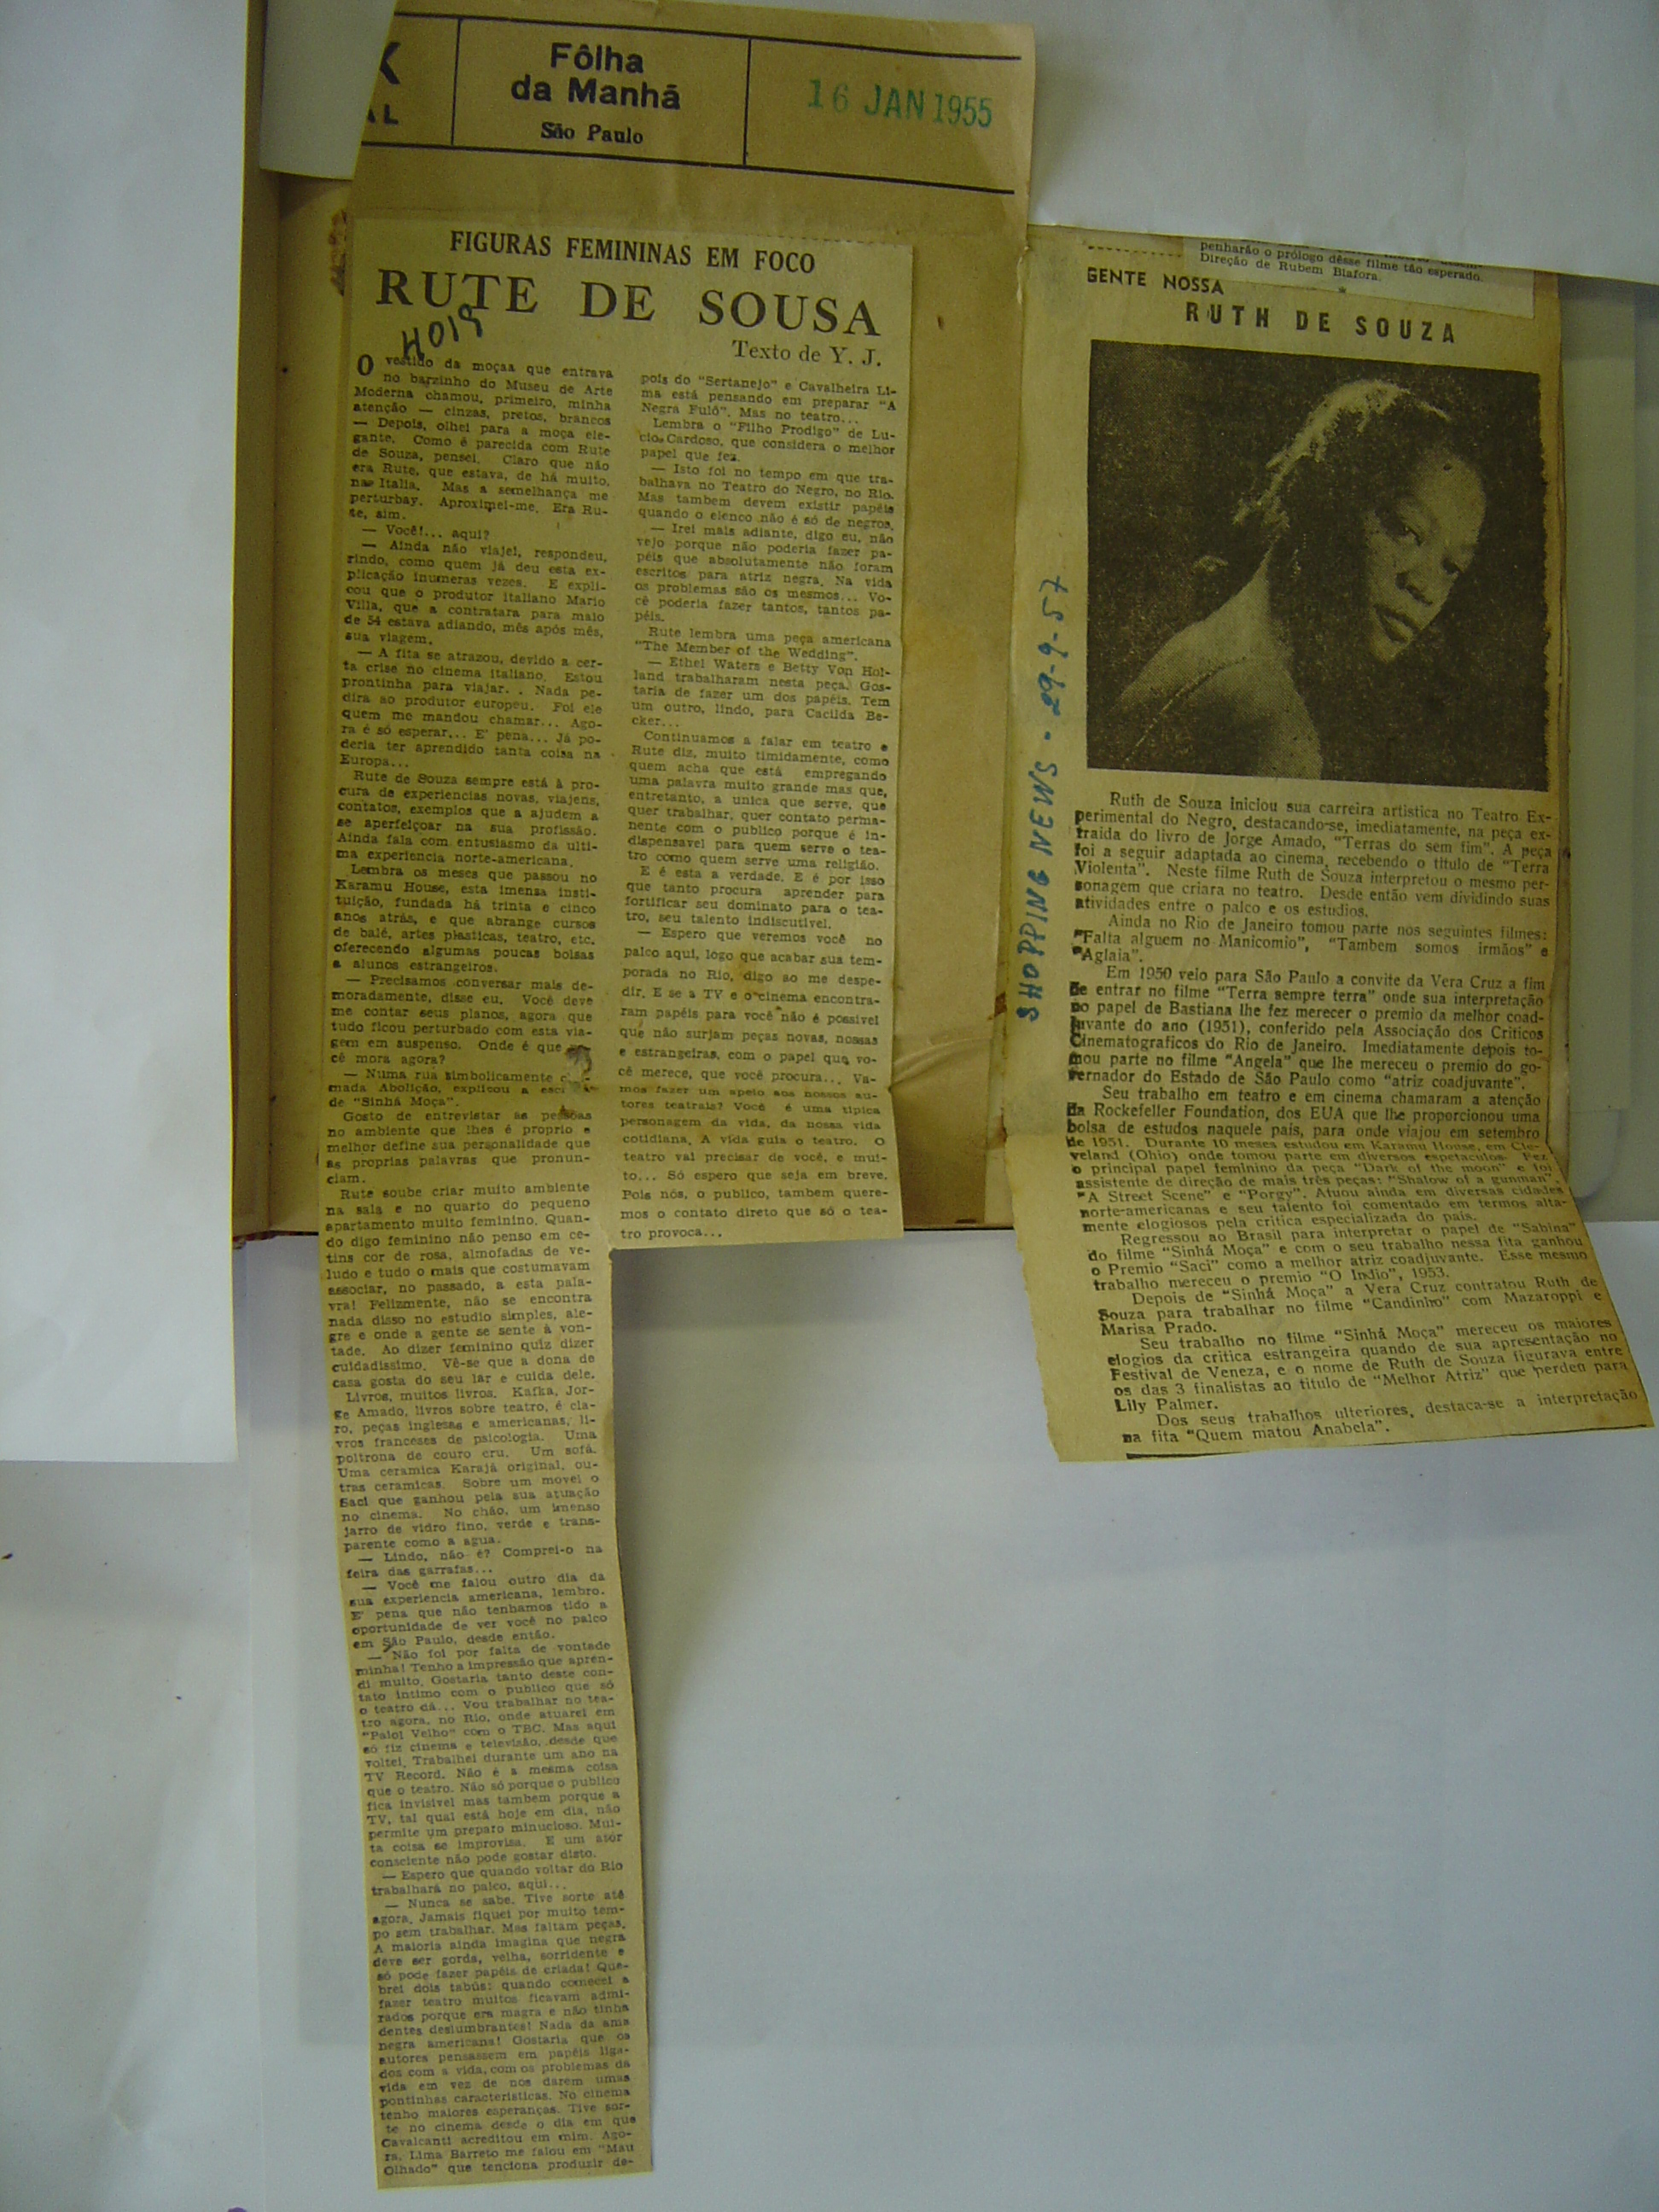 K
AL
Fôlha
da Manhã
São Paulo
16 JAN 1955
FIGURAS FEMININAS EM FOCO
RUTE DE SOUSA
Texto de Y. J.
O vestido da moçaa que entrava
no barzinho do Museu de Arte
Moderna chamou, primeiro, minha
atenção — cinzas, pretos, brancos
— Depois, olhei para a moça ele-
gante. Como é parecida com Rute
de Souza, pensei. Claro que não
era Rute, que estava, de há muito,
na Italia. Mas a semelhança me
perturbav. Aproximei-me. Era Ru-
te, sim.
— Você!... aqui?
— Ainda não viajei, respondeu,
rindo, como quem já deu esta ex-
plicação inumeras vezes. E expli-
cou que o produtor italiano Mario
Villa, que a contratara para maio
de 54 estava adiando, mês após mês,
sua viagem.
— A fita se atrazou, devido a cer-
ta crise no cinema italiano. Estou
prontinha para viajar. . Nada pe-
dira ao produtor europeu. Foi ele
quem me mandou chamar... Ago-
ra é só esperar... E' pena... Já po-
deria ter aprendido tanta coisa na
Europa...
Rute de Souza sempre está à pro-
cura de experiencias novas, viajens,
contatos, exemplos que a ajudem a
se aperfeiçoar na sua profissão.
Ainda fala com entusiasmo da ulti-
ma experiencia norte-americana.
Lembra os meses que passou no
Karamu House, esta imensa insti-
tuição, fundada há trinta e cinco
anos atrás, e que abrange cursos
de balé, artes plasticas, teatro, etc.
oferecendo algumas poucas bolsas
a alunos estrangeiros.
— Precisamos conversar mais de-
moradamente, disse eu. Você deve
me contar seus planos, agora que
tudo ficou perturbado com esta via-
gem em suspenso. Onde é que
cê mora agora?
— Numa rua simbolicamente
mada Abolição, explicou a
de "Sinhá Moça".
Gosto de entrevistar as pessoas
no ambiente que lhes é proprio e
melhor define sua personalidade que
as proprias palavras que pronun-
ciam.
Rute soube criar muito ambiente
na sala e no quarto do pequeno
apartamento muito feminino. Quan-
do digo feminino não penso em ce-
tins cor de rosa, almofadas de ve-
ludo e tudo o mais que costumavam
associar, no passado, a esta pala-
vra! Felizmente, não se encontra
nada disso no estudio simples, ale-
gre e onde a gente se sente à von-
tade. Ao dizer feminino quiz dizer
cuidadissimo. Vê-se que a dona de
casa gosta do seu lar e cuida dele.
Livros, muitos livros. Kafka, Jor-
ge Amado, livros sobre teatro, é cla-
ro, peças inglesas e americanas, li-
vros franceses de psicologia. Uma
poltrona de couro cru. Um sofá.
Uma ceramica Karajá original, ou-
tras ceramicas. Sobre um movel o
Saci que ganhou pela sua atuação
no cinema. No chão, um imenso
jarro de vidro fino, verde e trans-
parente como a agua.
— Lindo, não é? Comprei-o na
feira das garrafas...
— Você me falou outro dia da
sua experiencia americana, lembro.
E' pena que não tenhamos tido a
oportunidade de ver você no palco
em São Paulo, desde então.
— Não foi por falta de vontade
minha! Tenho a impressão que apren-
di muito. Gostaria tanto deste con-
tato intimo com o publico que só
o teatro dá... Vou trabalhar no tea-
tro agora, no Rio, onde atuarei em
"Paiol Velho" com o TBC. Mas aqui
só fiz cinema e televisão, desde que
voltei. Trabalhei durante um ano na
TV Record. Não é a mesma coisa
que o teatro. Não só porque o publico
fica invisivel mas tambem porque a
TV, tal qual está hoje em dia, não
permite um preparo minucioso. Mui-
ta coisa se improvisa. E um ator
consciente não pode gostar disto.
— Espero que quando voltar do Rio
trabalhará no palco, aqui...
— Nunca se sabe. Tive sorte até
agora. Jamais fiquei por muito tem-
po sem trabalhar. Mas faltam peças.
A maioria ainda imagina que negra
deve ser gorda, velha, sorridente e
só pode fazer papéis de criada! Que-
brei dois tabús: quando comecei a
fazer teatro muitos ficavam admi-
rados porque era magra e não tinha
dentes deslumbrantes! Nada da ama
negra americana! Gostaria que os
autores pensassem em papéis liga-
dos com a vida, com os problemas da
vida em vez de nos darem umas
pontinhas caracteristicas. No cinema
tenho maiores esperanças. Tive sor-
te no cinema desde o dia em que
Cavalcanti acreditou em mim. Ago-
ra, Lima Barreto me falou em "Mau
Olhado" que tenciona produzir de-
pois do "Sertanejo" e Cavalheira Li-
ma está pensando em preparar "A
Negra Fulô". Mas no teatro...
Lembra o "Filho Prodigo" de Lu-
cio Cardoso, que considera o melhor
papel que fez.
— Isto foi no tempo em que tra-
balhava no Teatro do Negro, no Rio.
Mas tambem devem existir papéis
quando o elenco não é só de negros.
— Irei mais adiante, digo eu, não
vejo porque não poderia fazer pa-
péis que absolutamente não foram
escritos para atriz negra. Na vida
os problemas são os mesmos... Vo-
cê poderia fazer tantos, tantos pa-
péis.
Rute lembra uma peça americana
"The Member of the Wedding".
— Ethel Waters e Betty Von Hol-
land trabalharam nesta peça. Gos-
taria de fazer um dos papéis. Tem
um outro, lindo, para Cacilda Be-
cker...
Continuamos a falar em teatro e
Rute diz, muito timidamente, como
quem acha que está empregando
uma palavra muito grande mas que,
entretanto, a unica que serve, que
quer trabalhar, quer contato perma-
nente com o publico porque é in-
dispensavel para quem serve o tea-
tro como quem serve uma religião.
E é esta a verdade. E é por isso
que tanto procura aprender para
fortificar seu dominato para o tea-
tro, seu talento indiscutivel.
— Espero que veremos você no
palco aqui, logo que acabar sua tem-
porada no Rio, digo ao me despe-
dir. E se a TV e o cinema encontra-
ram papéis para você não é possivel
que não surjam peças novas, nossas
e estrangeiras, com o papel que vo-
cê merece, que você procura... Va-
mos fazer um apelo aos nossos au-
tores teatrais? Você é uma tipica
personagem da vida, da nossa vida
cotidiana. A vida guia o teatro. O
teatro vai precisar de você, e mui-
to... Só espero que seja em breve.
Pois nós, o publico, tambem quere-
mos o contato direto que só o tea-
tro provoca...
penharão o prólogo dêsse filme tão esperado.
Direção de Rubem Biafora.
GENTE NOSSA
RUTH DE SOUZA
SHOPPING NEWS - 29-9-57
Ruth de Souza iniciou sua carreira artistica no Teatro Ex-
perimental do Negro, destacando-se, imediatamente, na peça ex-
traida do livro de Jorge Amado, "Terras do sem fim". A peça
foi a seguir adaptada ao cinema, recebendo o titulo de "Terra
Violenta". Neste filme Ruth de Souza interpretou o mesmo per-
sonagem que criara no teatro. Desde então vem dividindo suas
atividades entre o palco e os estudios.
Ainda no Rio de Janeiro tomou parte nos seguintes filmes:
"Falta alguem no Manicomio", "Tambem somos irmãos" e
"Aglaia".
Em 1950 veio para São Paulo a convite da Vera Cruz a fim
de entrar no filme "Terra sempre terra" onde sua interpretação
no papel de Bastiana lhe fez merecer o premio da melhor coad-
juvante do ano (1951), conferido pela Associação dos Criticos
Cinematograficos do Rio de Janeiro. Imediatamente depois to-
mou parte no filme "Angela" que lhe mereceu o premio do go-
vernador do Estado de São Paulo como "atriz coadjuvante".
Seu trabalho em teatro e em cinema chamaram a atenção
da Rockefeller Foundation, dos EUA que lhe proporcionou uma
bolsa de estudos naquele país, para onde viajou em setembro
de 1951. Durante 10 meses estudou em Karamu House, em Cle-
veland (Ohio) onde tomou parte em diversos espetaculos. Fez
o principal papel feminino da peça "Dark of the moon" e foi
assistente de direção de mais três peças: "Shalow of a gunman",
"A Street Scene" e "Porgy". Atuou ainda em diversas cidades
norte-americanas e seu talento foi comentado em termos alta-
mente elogiosos pela critica especializada do país.
Regressou ao Brasil para interpretar o papel de "Sabina"
do filme "Sinhá Moça" e com o seu trabalho nessa fita ganhou
o Premio "Saci" como a melhor atriz coadjuvante. Esse mesmo
trabalho mereceu o premio "O Indio", 1953.
Depois de "Sinhá Moça" a Vera Cruz contratou Ruth de
Souza para trabalhar no filme "Candinho" com Mazaroppi e
Marisa Prado.
Seu trabalho no filme "Sinhá Moça" mereceu os maiores
elogios da critica estrangeira quando de sua apresentação no
Festival de Veneza, e o nome de Ruth de Souza figurava entre
os das 3 finalistas ao titulo de "Melhor Atriz" que perdeu para
Lily Palmer.
Dos seus trabalhos ulteriores, destaca-se a interpretação
na fita "Quem matou Anabela".